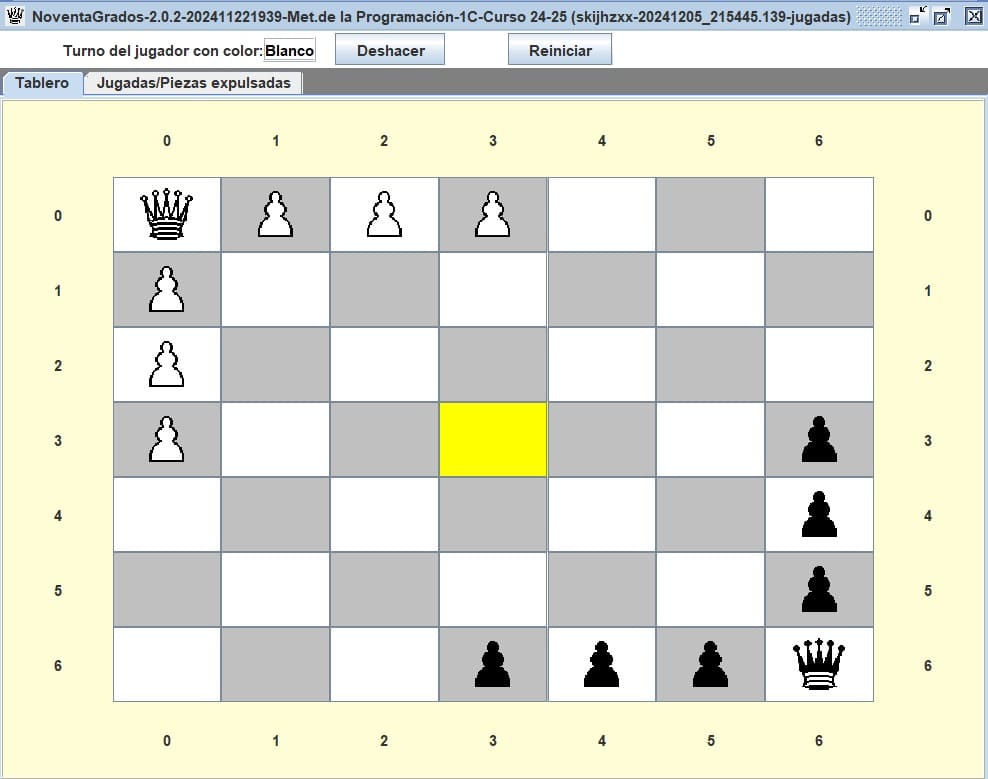 NoventaGrados-2.0.2-202411221939-Met.de la Programación-1C-Curso 24-25 (skijhzxx-20241205_215445.139-jugadas)
Turno del jugador con color: Blanco Deshacer Reiniciar
Tablero Jugadas/Piezas expulsadas
0 1 2 3 4 5 6
0 0
1 1
2 2
3 3
4 4
5 5
6 6
0 1 2 3 4 5 6